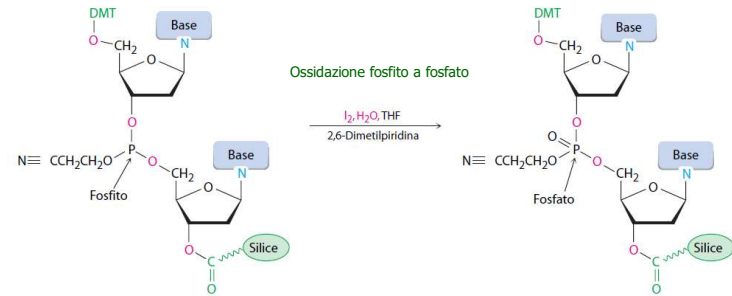 DMT
O
Base
CH2
N
O
O
N≡ CCH2CH2O
P
O
CH2
Fosfito
Base
N
O
O
C
O
Silice
Ossidazione fosfito a fosfato
I2, H2O, THF
2,6-Dimetilpiridina
DMT
O
Base
CH2
N
O
O
O
N≡ CCH2CH2O
P
O
CH2
Fosfato
Base
N
O
O
C
O
Silice